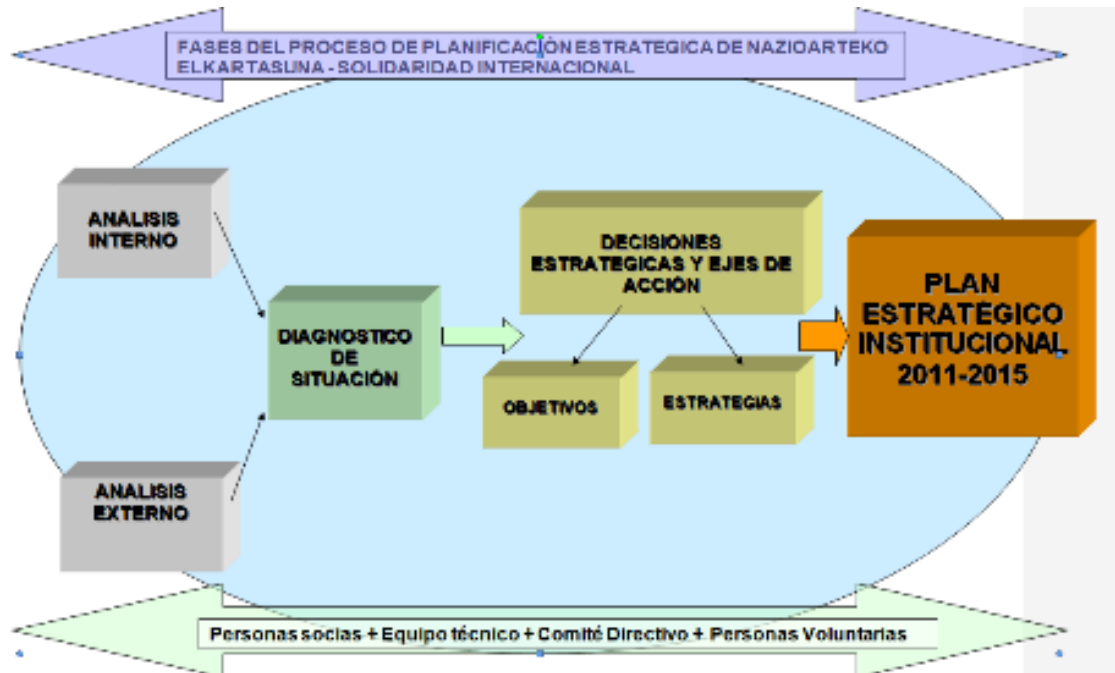 FASES DEL PROCESO DE PLANIFICACIÓN ESTRATEGICA DE NAZIOARTEKO
ELKARTASUNA - SOLIDARIDAD INTERNACIONAL
ANÁLISIS
INTERNO
DECISIONES
ESTRATEGICAS Y EJES DE
ACCIÓN
PLAN
ESTRATÉGICO
INSTITUCIONAL
2011-2015
DIAGNOSTICO
DE
SITUACIÓN
OBJETIVOS
ESTRATEGIAS
ANALISIS
EXTERNO
Personas socias + Equipo técnico + Comité Directivo + Personas Voluntarias